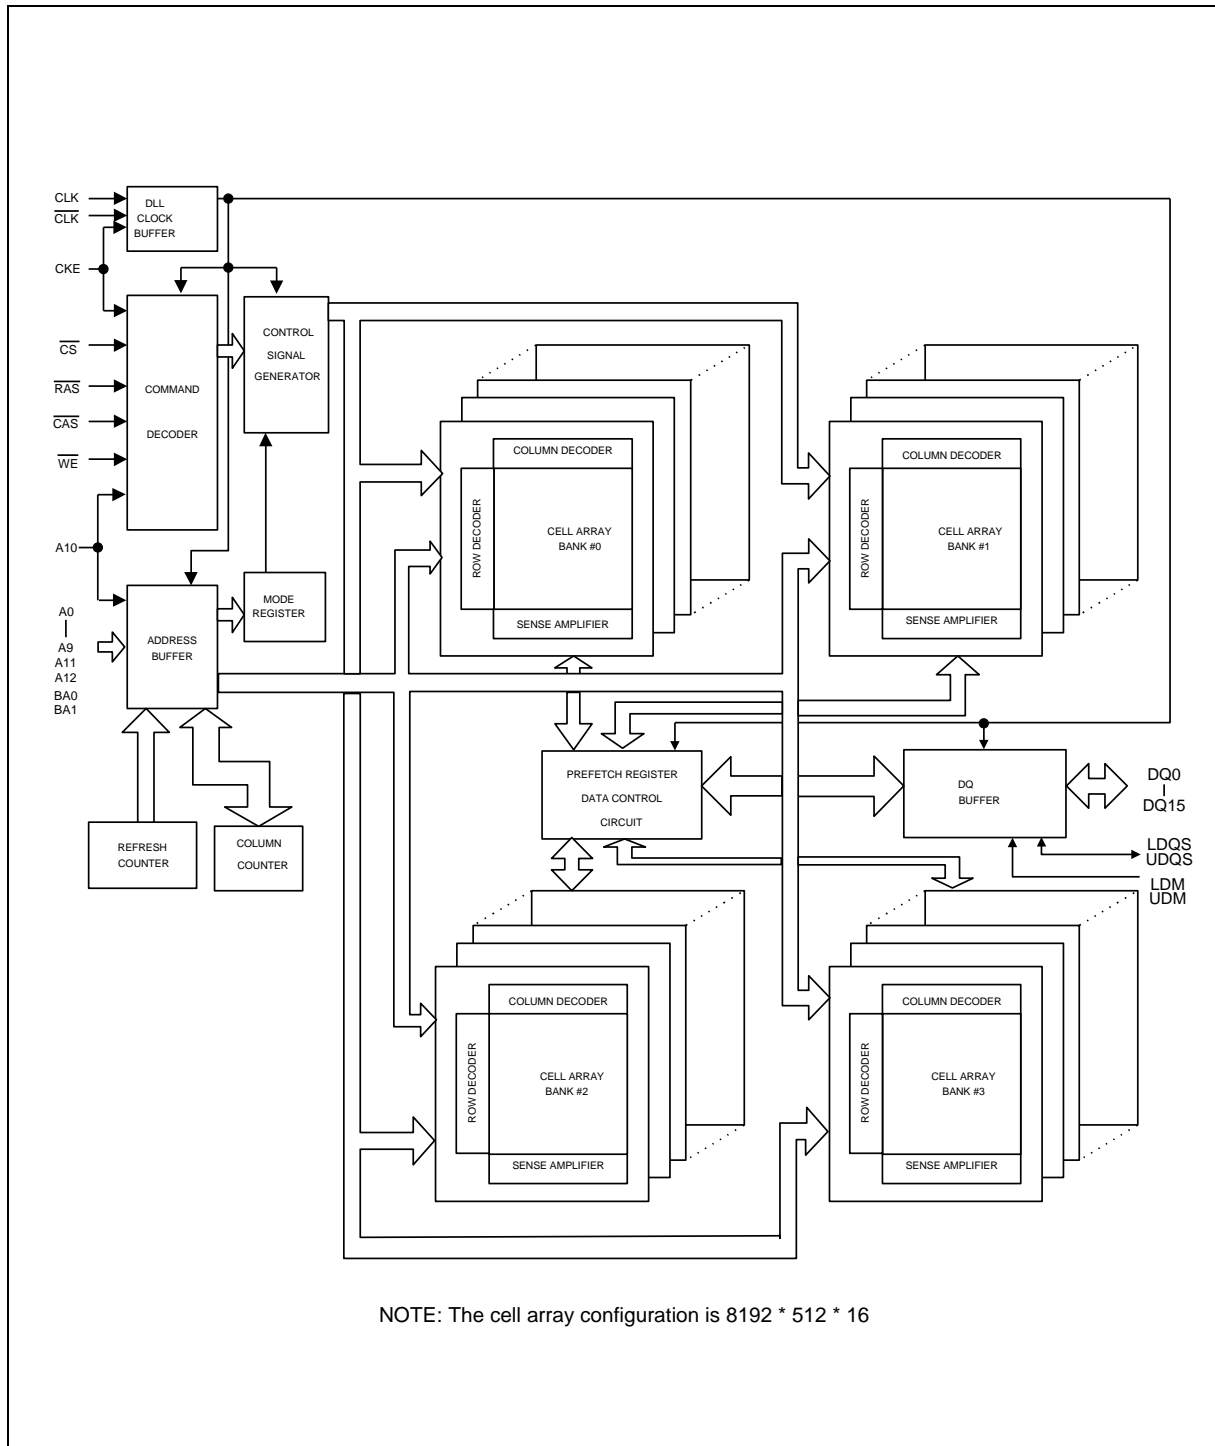 CLK
CLK
CKE
CS
RAS
CAS
WE
A10
A0
A9
A11
A12
BA0
BA1
DLL
CLOCK
BUFFER
COMMAND
DECODER
CONTROL
SIGNAL
GENERATOR
MODE
REGISTER
ADDRESS
BUFFER
REFRESH
COUNTER
COLUMN
COUNTER
COLUMN DECODER
ROW DECODER
CELL ARRAY
BANK #0
SENSE AMPLIFIER
COLUMN DECODER
ROW DECODER
CELL ARRAY
BANK #1
SENSE AMPLIFIER
PREFETCH REGISTER
DATA CONTROL
CIRCUIT
DQ
BUFFER
DQ0
DQ15
LDQS
UDQS
LDM
UDM
COLUMN DECODER
ROW DECODER
CELL ARRAY
BANK #2
SENSE AMPLIFIER
COLUMN DECODER
ROW DECODER
CELL ARRAY
BANK #3
SENSE AMPLIFIER
NOTE: The cell array configuration is 8192 * 512 * 16